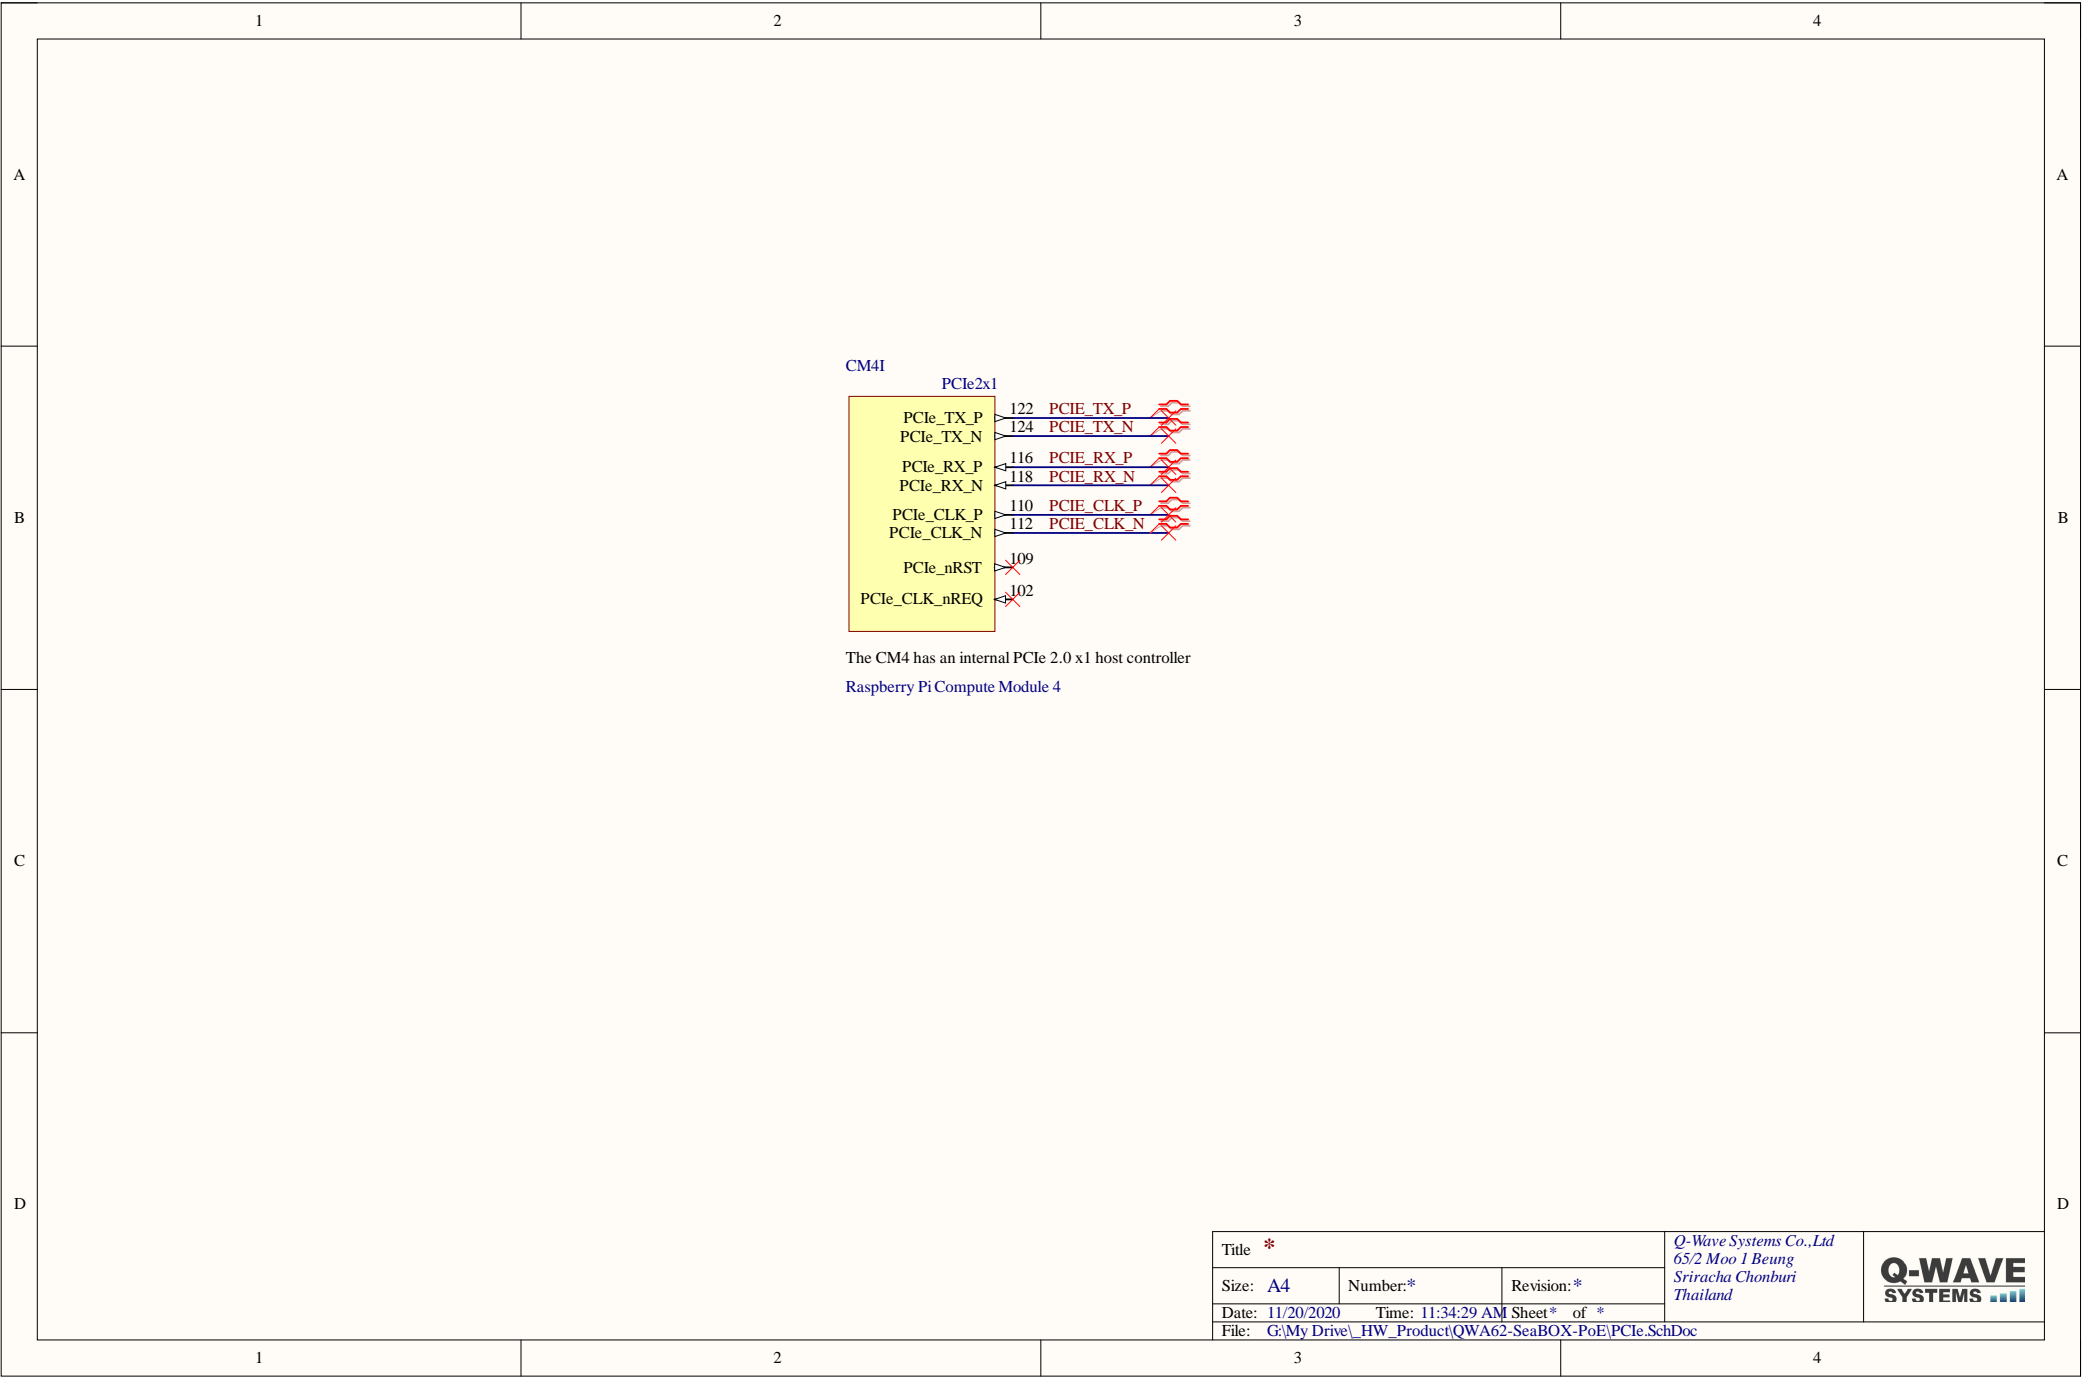 1 2 3 4
A A
CM4I
PCIe2x1
PCIe_TX_P 122 PCIE_TX_P
PCIe_TX_N 124 PCIE_TX_N
PCIe_RX_P 116 PCIE_RX_P
PCIe_RX_N 118 PCIE_RX_N
PCIe_CLK_P 110 PCIE_CLK_P
PCIe_CLK_N 112 PCIE_CLK_N
B B
PCIe_nRST 109
PCIe_CLK_nREQ 102
The CM4 has an internal PCIe 2.0 x1 host controller
Raspberry Pi Compute Module 4
C C
D D
Title *
Size: A4 Number:* Revision:*
Date: 11/20/2020 Time: 11:34:29 AM Sheet* of *
File: G:\My Drive\_HW_Product\QWA62-SeaBOX-PoE\PCIe.SchDoc
Q-Wave Systems Co.,Ltd
65/2 Moo 1 Beung
Sriracha Chonburi
Thailand
Q-WAVE
SYSTEMS
1 2 3 4